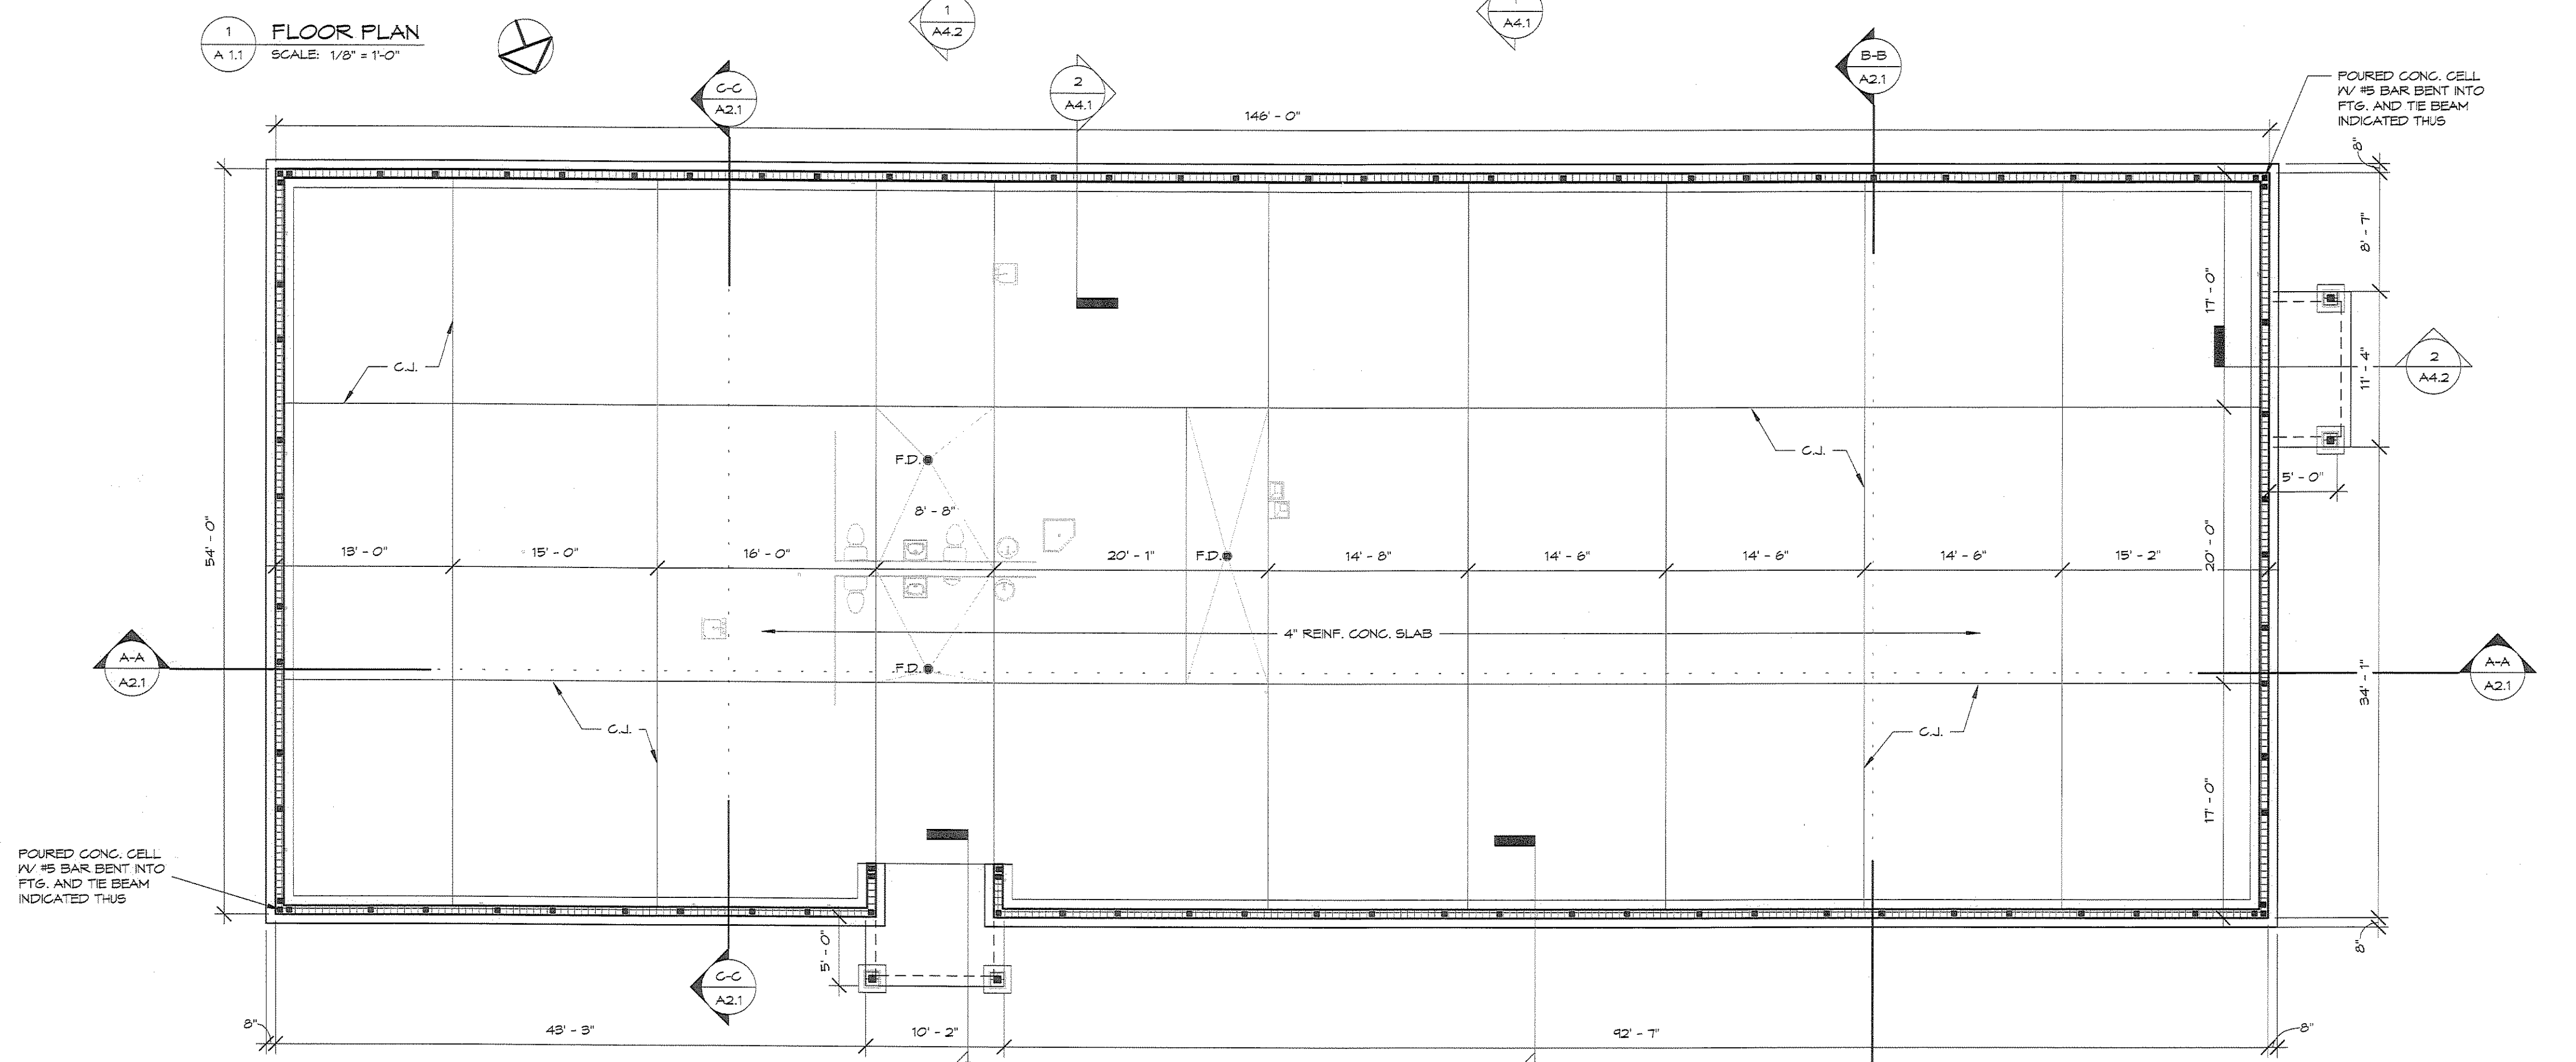 1
A 1.1
FLOOR PLAN
SCALE: 1/8" = 1'-0"
1
A4.2
A4.1
C-C
A2.1
2
A4.1
B-B
A2.1
POURED CONC. CELL
W/ #5 BAR BENT INTO
FTG. AND TIE BEAM
INDICATED THUS
146' - 0"
8"
8' - 7"
17' - 0"
C.J.
11' - 4"
2
A4.2
C.J.
F.D.
5' - 0"
8' - 8"
54' - 0"
13' - 0"
15' - 0"
16' - 0"
20' - 1"
F.D.
14' - 8"
14' - 6"
14' - 6"
14' - 6"
15' - 2"
20' - 0"
4" REINF. CONC. SLAB
A-A
A2.1
F.D.
A-A
A2.1
34' - 1"
C.J.
C.J.
17' - 0"
POURED CONC. CELL
W/ #5 BAR BENT INTO
FTG. AND TIE BEAM
INDICATED THUS
5' - 0"
8"
C-C
A2.1
8"
43' - 3"
10' - 2"
92' - 7"
8"